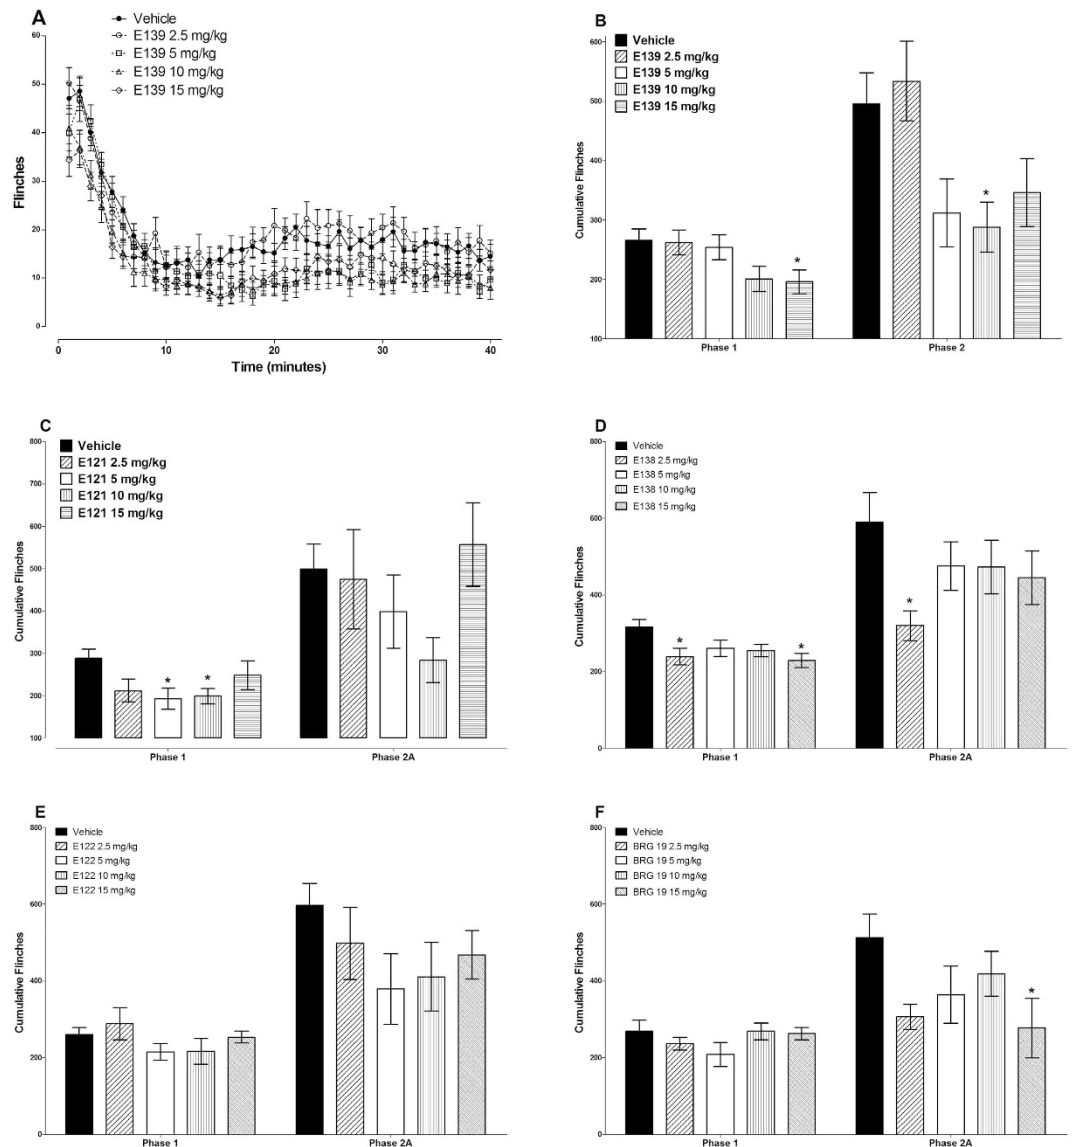 A
Vehicle
E139 2.5 mg/kg
E139 5 mg/kg
E139 10 mg/kg
E139 15 mg/kg
Flinches
60
50
40
30
20
10
0
0
10
20
30
40
Time (minutes)
B
Vehicle
E139 2.5 mg/kg
E139 5 mg/kg
E139 10 mg/kg
E139 15 mg/kg
Cumulative Flinches
600
500
400
300
200
100
*
*
Phase 1
Phase 2
C
Vehicle
E121 2.5 mg/kg
E121 5 mg/kg
E121 10 mg/kg
E121 15 mg/kg
Cumulative Flinches
800
700
600
500
400
300
200
100
*
*
Phase 1
Phase 2A
D
Vehicle
E138 2.5 mg/kg
E138 5 mg/kg
E138 10 mg/kg
E138 15 mg/kg
Cumulative Flinches
800
600
400
200
0
*
*
*
Phase 1
Phase 2A
E
Vehicle
E122 2.5 mg/kg
E122 5 mg/kg
E122 10 mg/kg
E122 15 mg/kg
Cumulative Flinches
800
600
400
200
0
Phase 1
Phase 2A
F
Vehicle
BRG 19 2.5 mg/kg
BRG 19 5 mg/kg
BRG 19 10 mg/kg
BRG 19 15 mg/kg
Cumulative Flinches
800
600
400
200
0
*
Phase 1
Phase 2A